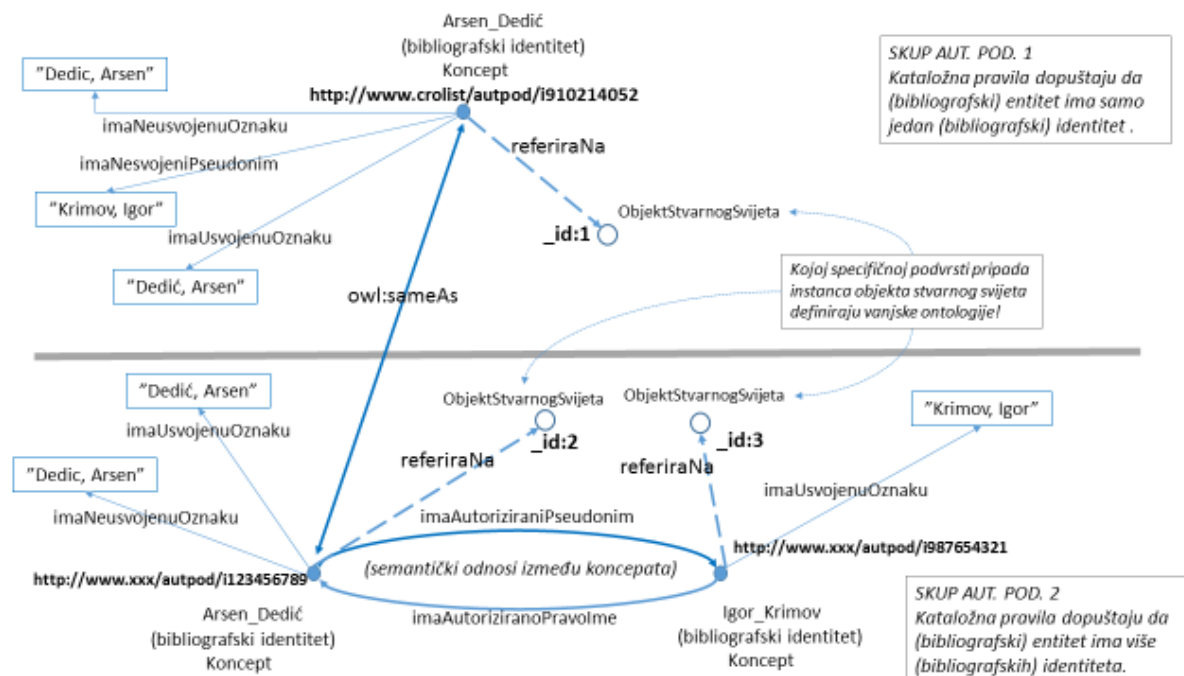 Arsen_Dedić
(bibliografski identitet)
Koncept
http://www.crolist/autpod/i910214052
"Dedic, Arsen"
imaNeusvojenuOznaku
imaNesvojeniPseudonim
"Krimov, Igor"
imaUsvojenuOznaku
"Dedić, Arsen"
referiraNa
_id:1
ObjektStvarnogSvijeta
SKUP AUT. POD. 1
Kataložna pravila dopuštaju da
(bibliografski) entitet ima samo
jedan (bibliografski) identitet .
owl:sameAs
Kojoj specifičnoj podvrsti pripada
instanca objekta stvarnog svijeta
definiraju vanjske ontologije!
"Dedić, Arsen"
imaUsvojenuOznaku
"Dedic, Arsen"
imaNeusvojenuOznaku
ObjektStvarnogSvijeta
_id:2
referiraNa
ObjektStvarnogSvijeta
_id:3
referiraNa
"Krimov, Igor"
imaUsvojenuOznaku
imaAutoriziraniPseudonim
(semantički odnosi između koncepata)
imaAutoriziranoPravoIme
http://www.xxx/autpod/i123456789
Arsen_Dedić
(bibliografski identitet)
Koncept
http://www.xxx/autpod/i987654321
Igor_Krimov
(bibliografski identitet)
Koncept
SKUP AUT. POD. 2
Kataložna pravila dopuštaju da
(bibliografski) entitet ima više
(bibliografskih) identiteta.